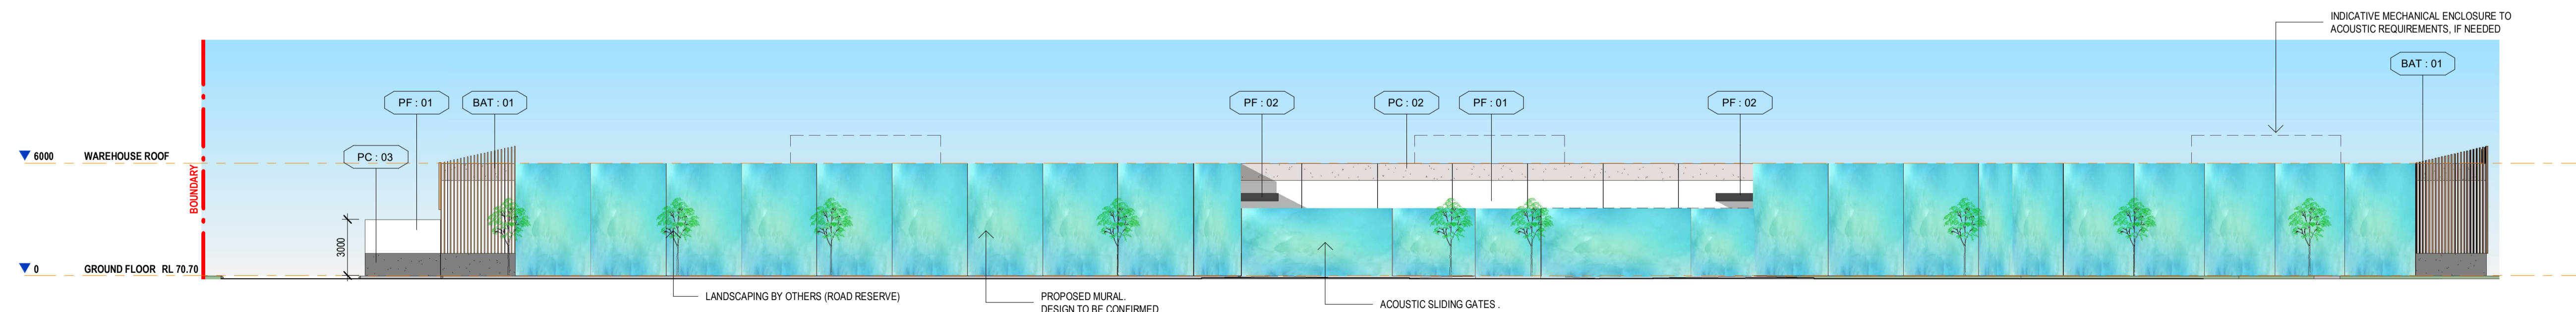 INDICATIVE MECHANICAL ENCLOSURE TO
ACOUSTIC REQUIREMENTS, IF NEEDED
BAT : 01
PF : 01
BAT : 01
PF : 02
PC : 02
PF : 01
PF : 02
6000 WAREHOUSE ROOF
PC : 03
BOUNDARY
3000
0 GROUND FLOOR RL 70.70
LANDSCAPING BY OTHERS (ROAD RESERVE)
PROPOSED MURAL.
DESIGN TO BE CONFIRMED
ACOUSTIC SLIDING GATES .